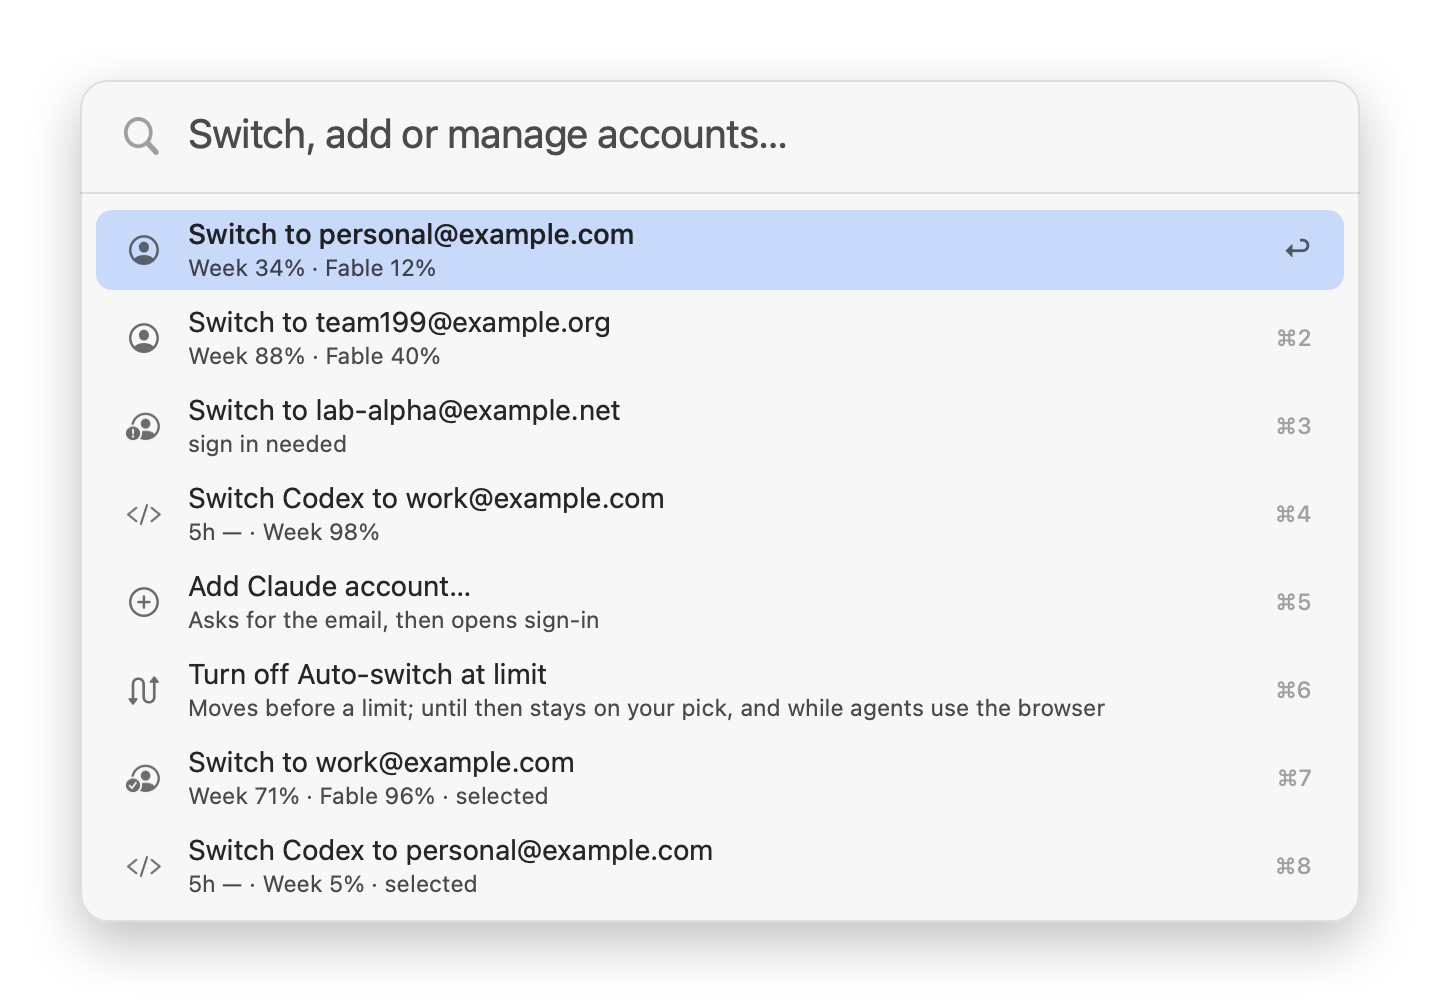 Switch, add or manage accounts...
Switch to personal@example.com
Week 34% · Fable 12%
Switch to team199@example.org
Week 88% · Fable 40%
⌘2
Switch to lab-alpha@example.net
sign in needed
⌘3
Switch Codex to work@example.com
5h — · Week 98%
⌘4
Add Claude account...
Asks for the email, then opens sign-in
⌘5
Turn off Auto-switch at limit
Moves before a limit; until then stays on your pick, and while agents use the browser
⌘6
Switch to work@example.com
Week 71% · Fable 96% · selected
⌘7
Switch Codex to personal@example.com
5h — · Week 5% · selected
⌘8